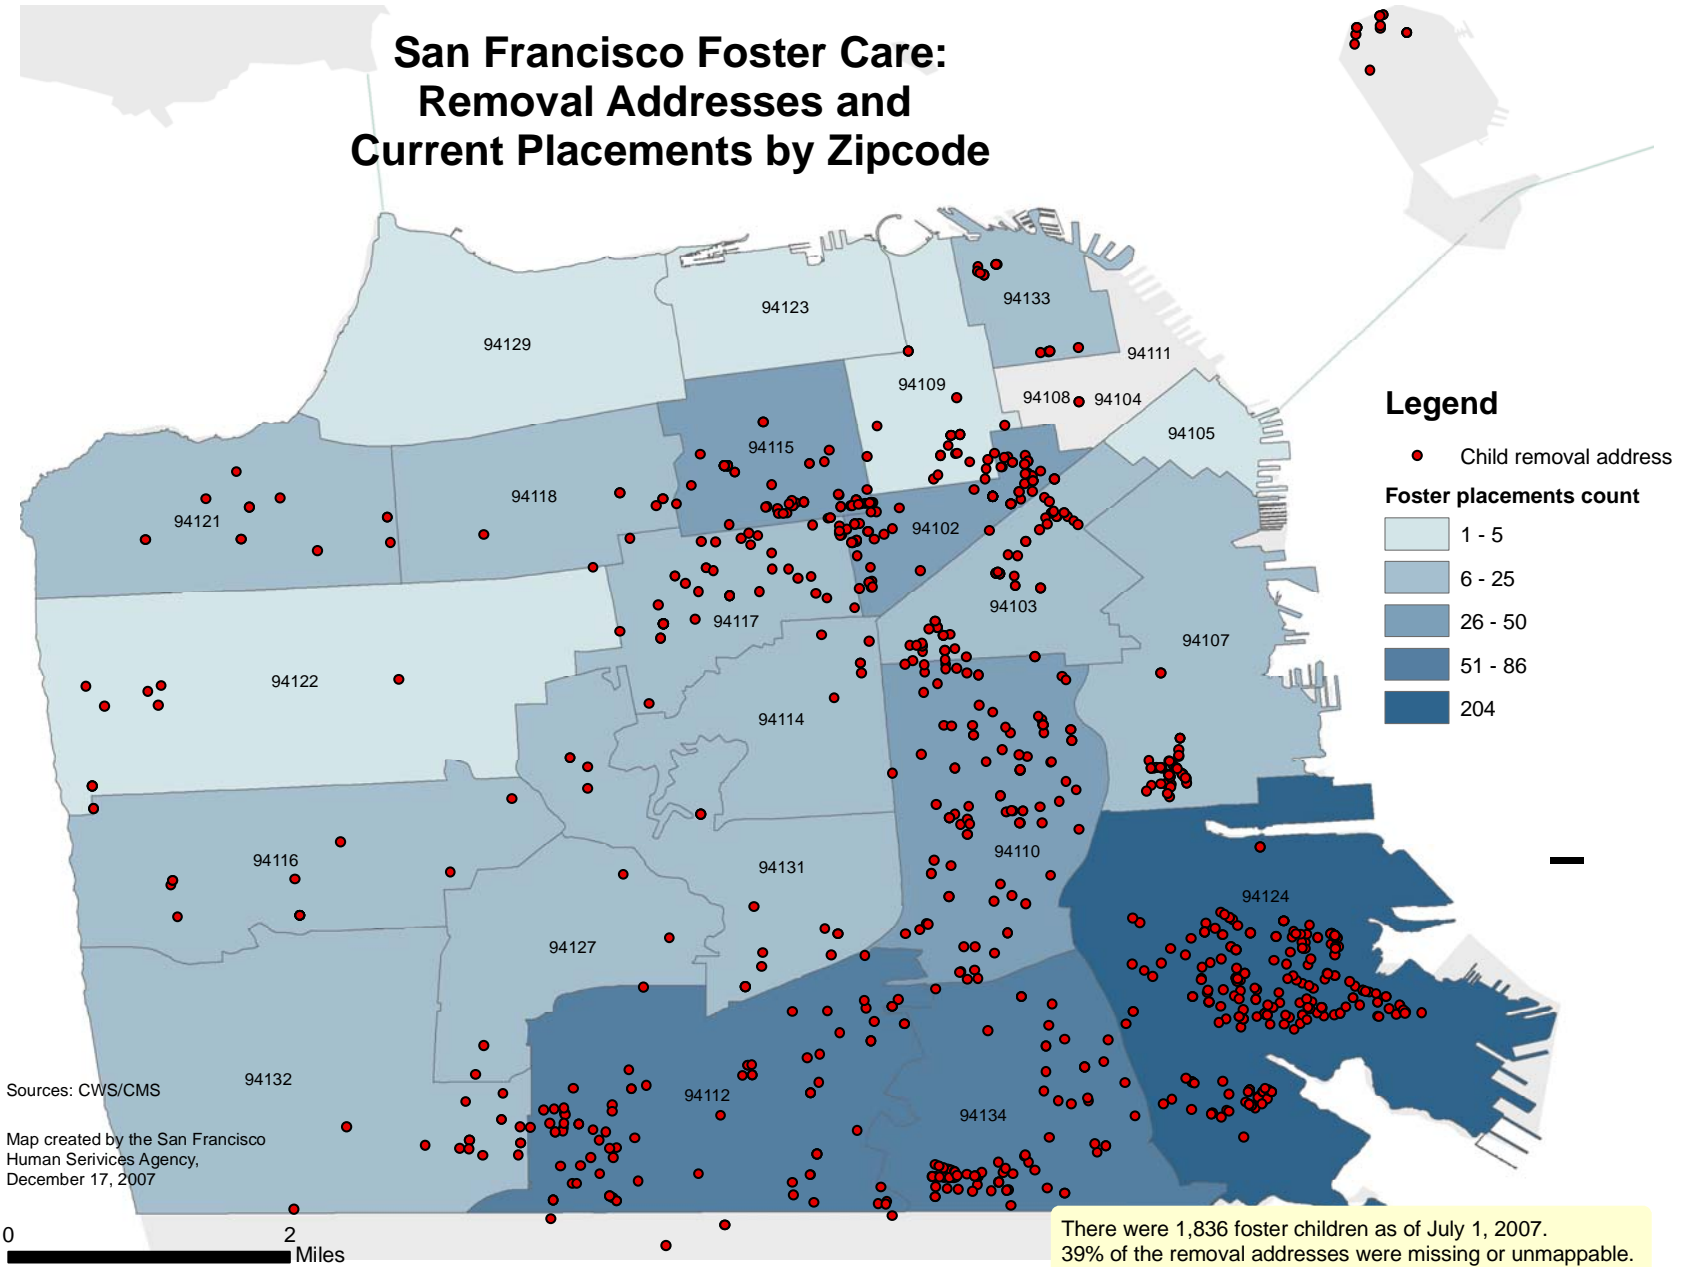 San Francisco Foster Care:
Removal Addresses and
Current Placements by Zipcode
94123
94133
94129
94111
94109
94108
94104
94105
94115
94118
94121
94102
94103
94117
94107
94122
94114
94110
94116
94131
94124
94127
94132
94112
94134
Legend
Child removal address
Foster placements count
1 - 5
6 - 25
26 - 50
51 - 86
204
Sources: CWS/CMS
Map created by the San Francisco
Human Serivices Agency,
December 17, 2007
0 2
Miles
There were 1,836 foster children as of July 1, 2007.
39% of the removal addresses were missing or unmappable.